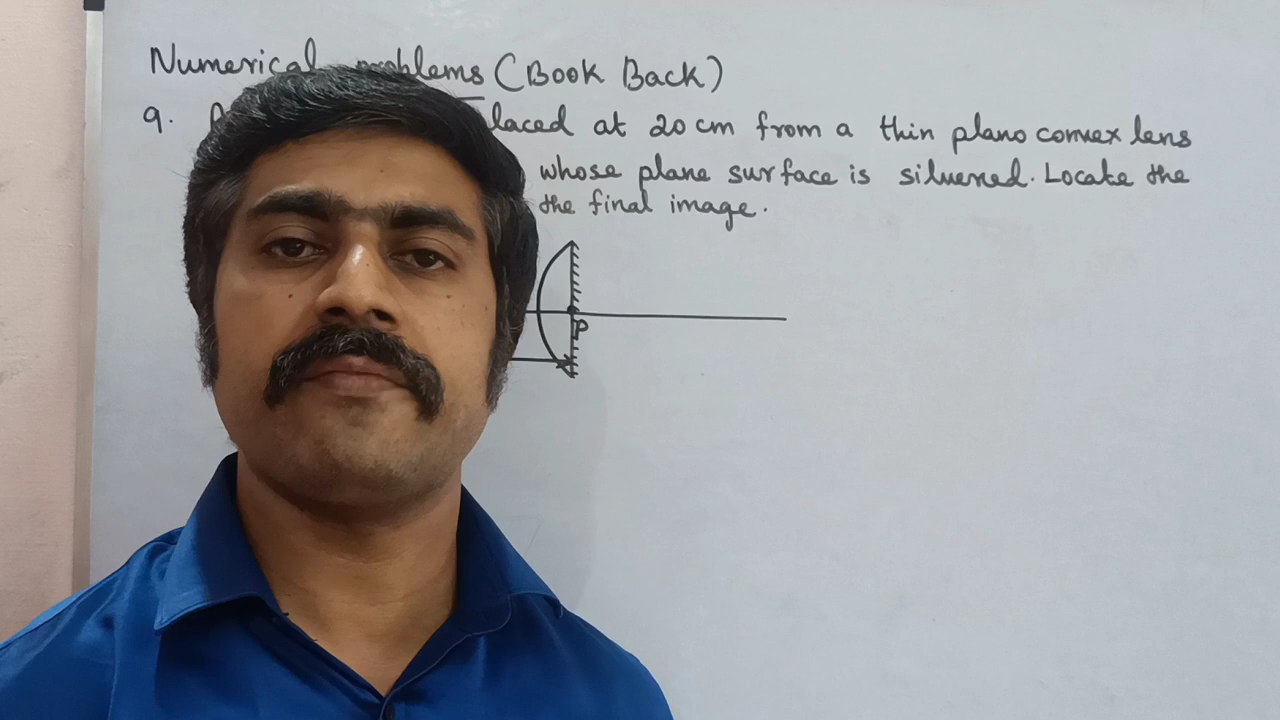 Numerical problems (Book Back)
9. laced at 20 cm from a thin plano convex lens
whose plane surface is silvered. Locate the
the final image.
P